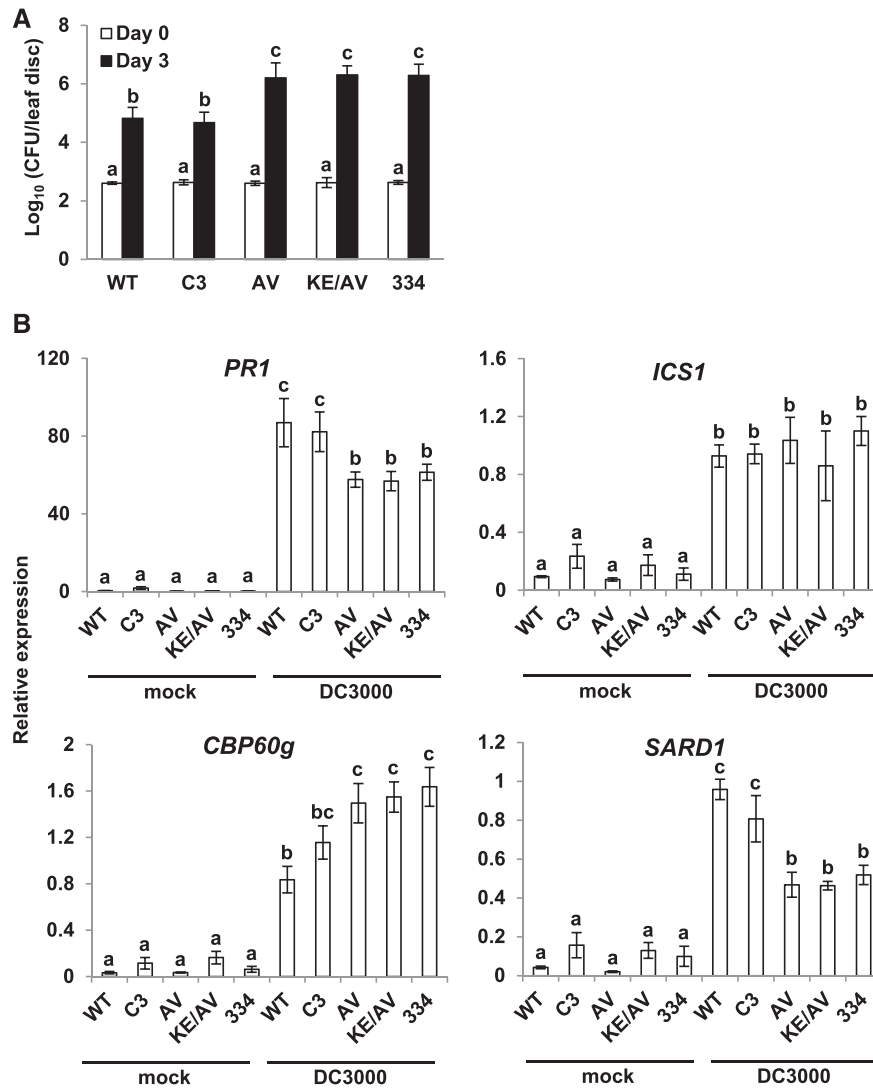 A
Log10 (CFU/leaf disc)
8
6
4
2
0
Day 0
Day 3
a b a b a c a c a c
WT C3 AV KE/AV 334
B
Relative expression
PR1
120
80
40
0
a a a a a c c b b b
WT C3 AV KE/AV 334 WT C3 AV KE/AV 334
mock DC3000
ICS1
1.6
1.2
0.8
0.4
0
a a a a a b b b b b
WT C3 AV KE/AV 334 WT C3 AV KE/AV 334
mock DC3000
CBP60g
2
1.6
1.2
0.8
0.4
0
a a a a a b bc c c c
WT C3 AV KE/AV 334 WT C3 AV KE/AV 334
mock DC3000
SARD1
1.2
1
0.8
0.6
0.4
0.2
0
a a a a a c c b b b
WT C3 AV KE/AV 334 WT C3 AV KE/AV 334
mock DC3000